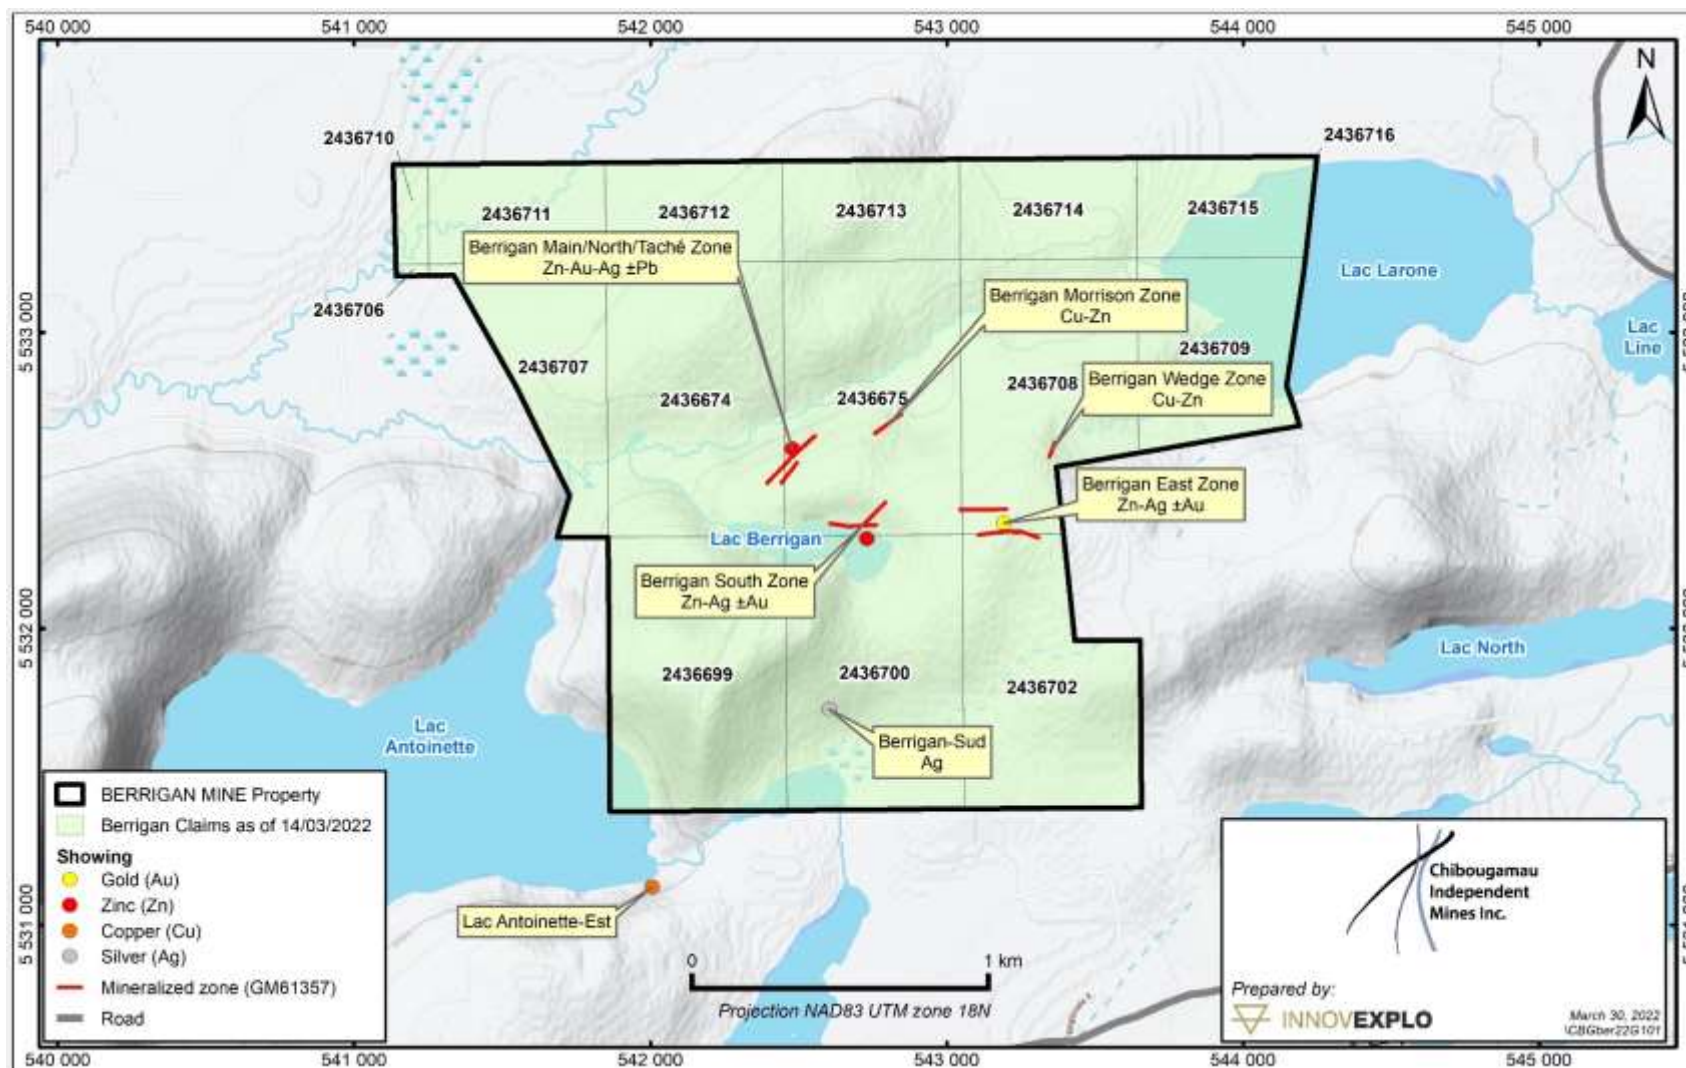 540 000 541 000 542 000 543 000 544 000 545 000
N
2436710
2436716
2436711
2436712
2436713
2436714
2436715
Berrigan Main/North/Taché Zone
Zn-Au-Ag ±Pb
Lac Larone
Berrigan Morrison Zone
Cu-Zn
2436706
5 533 000
Lac
Line
2436709
2436707
2436674
2436675
2436708
Berrigan Wedge Zone
Cu-Zn
Berrigan East Zone
Zn-Ag ±Au
Lac Berrigan
Berrigan South Zone
Zn-Ag ±Au
5 532 000
Lac North
2436699
2436700
2436702
Lac
Antoinette
Berrigan-Sud
Ag
BERRIGAN MINE Property
Berrigan Claims as of 14/03/2022
Showing
Gold (Au)
Zinc (Zn)
Copper (Cu)
Silver (Ag)
Mineralized zone (GM61357)
Road
Lac Antoinette-Est
5 531 000
0 1 km
Projection NAD83 UTM zone 18N
Chibougamau
Independent
Mines Inc.
Prepared by:
INNOVEXPLO
March 30, 2022
\CBGber22G101
540 000 541 000 542 000 543 000 544 000 545 000